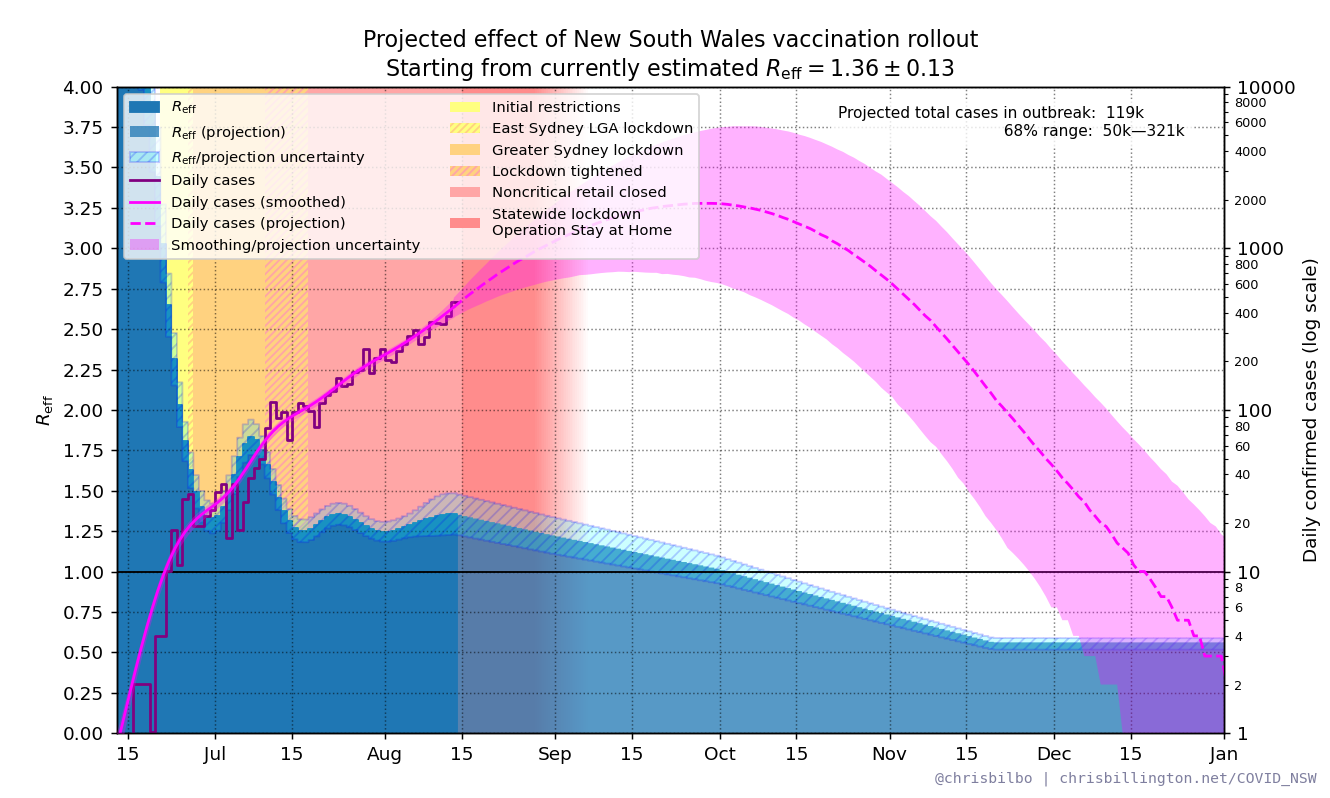 Projected effect of New South Wales vaccination rollout
Starting from currently estimated Reff = 1.36 ± 0.13
Reff
Reff (projection)
Reff/projection uncertainty
Daily cases
Daily cases (smoothed)
Daily cases (projection)
Smoothing/projection uncertainty
Initial restrictions
East Sydney LGA lockdown
Greater Sydney lockdown
Lockdown tightened
Noncritical retail closed
Statewide lockdown
Operation Stay at Home
Projected total cases in outbreak: 119k
68% range: 50k—321k
Reff
4.00
3.75
3.50
3.25
3.00
2.75
2.50
2.25
2.00
1.75
1.50
1.25
1.00
0.75
0.50
0.25
0.00
10000
8000
6000
4000
2000
1000
800
600
400
200
100
80
60
40
20
10
8
6
4
2
1
Daily confirmed cases (log scale)
15 Jul 15 Aug 15 Sep 15 Oct 15 Nov 15 Dec 15 Jan
@chrisbilbo | chrisbillington.net/COVID_NSW